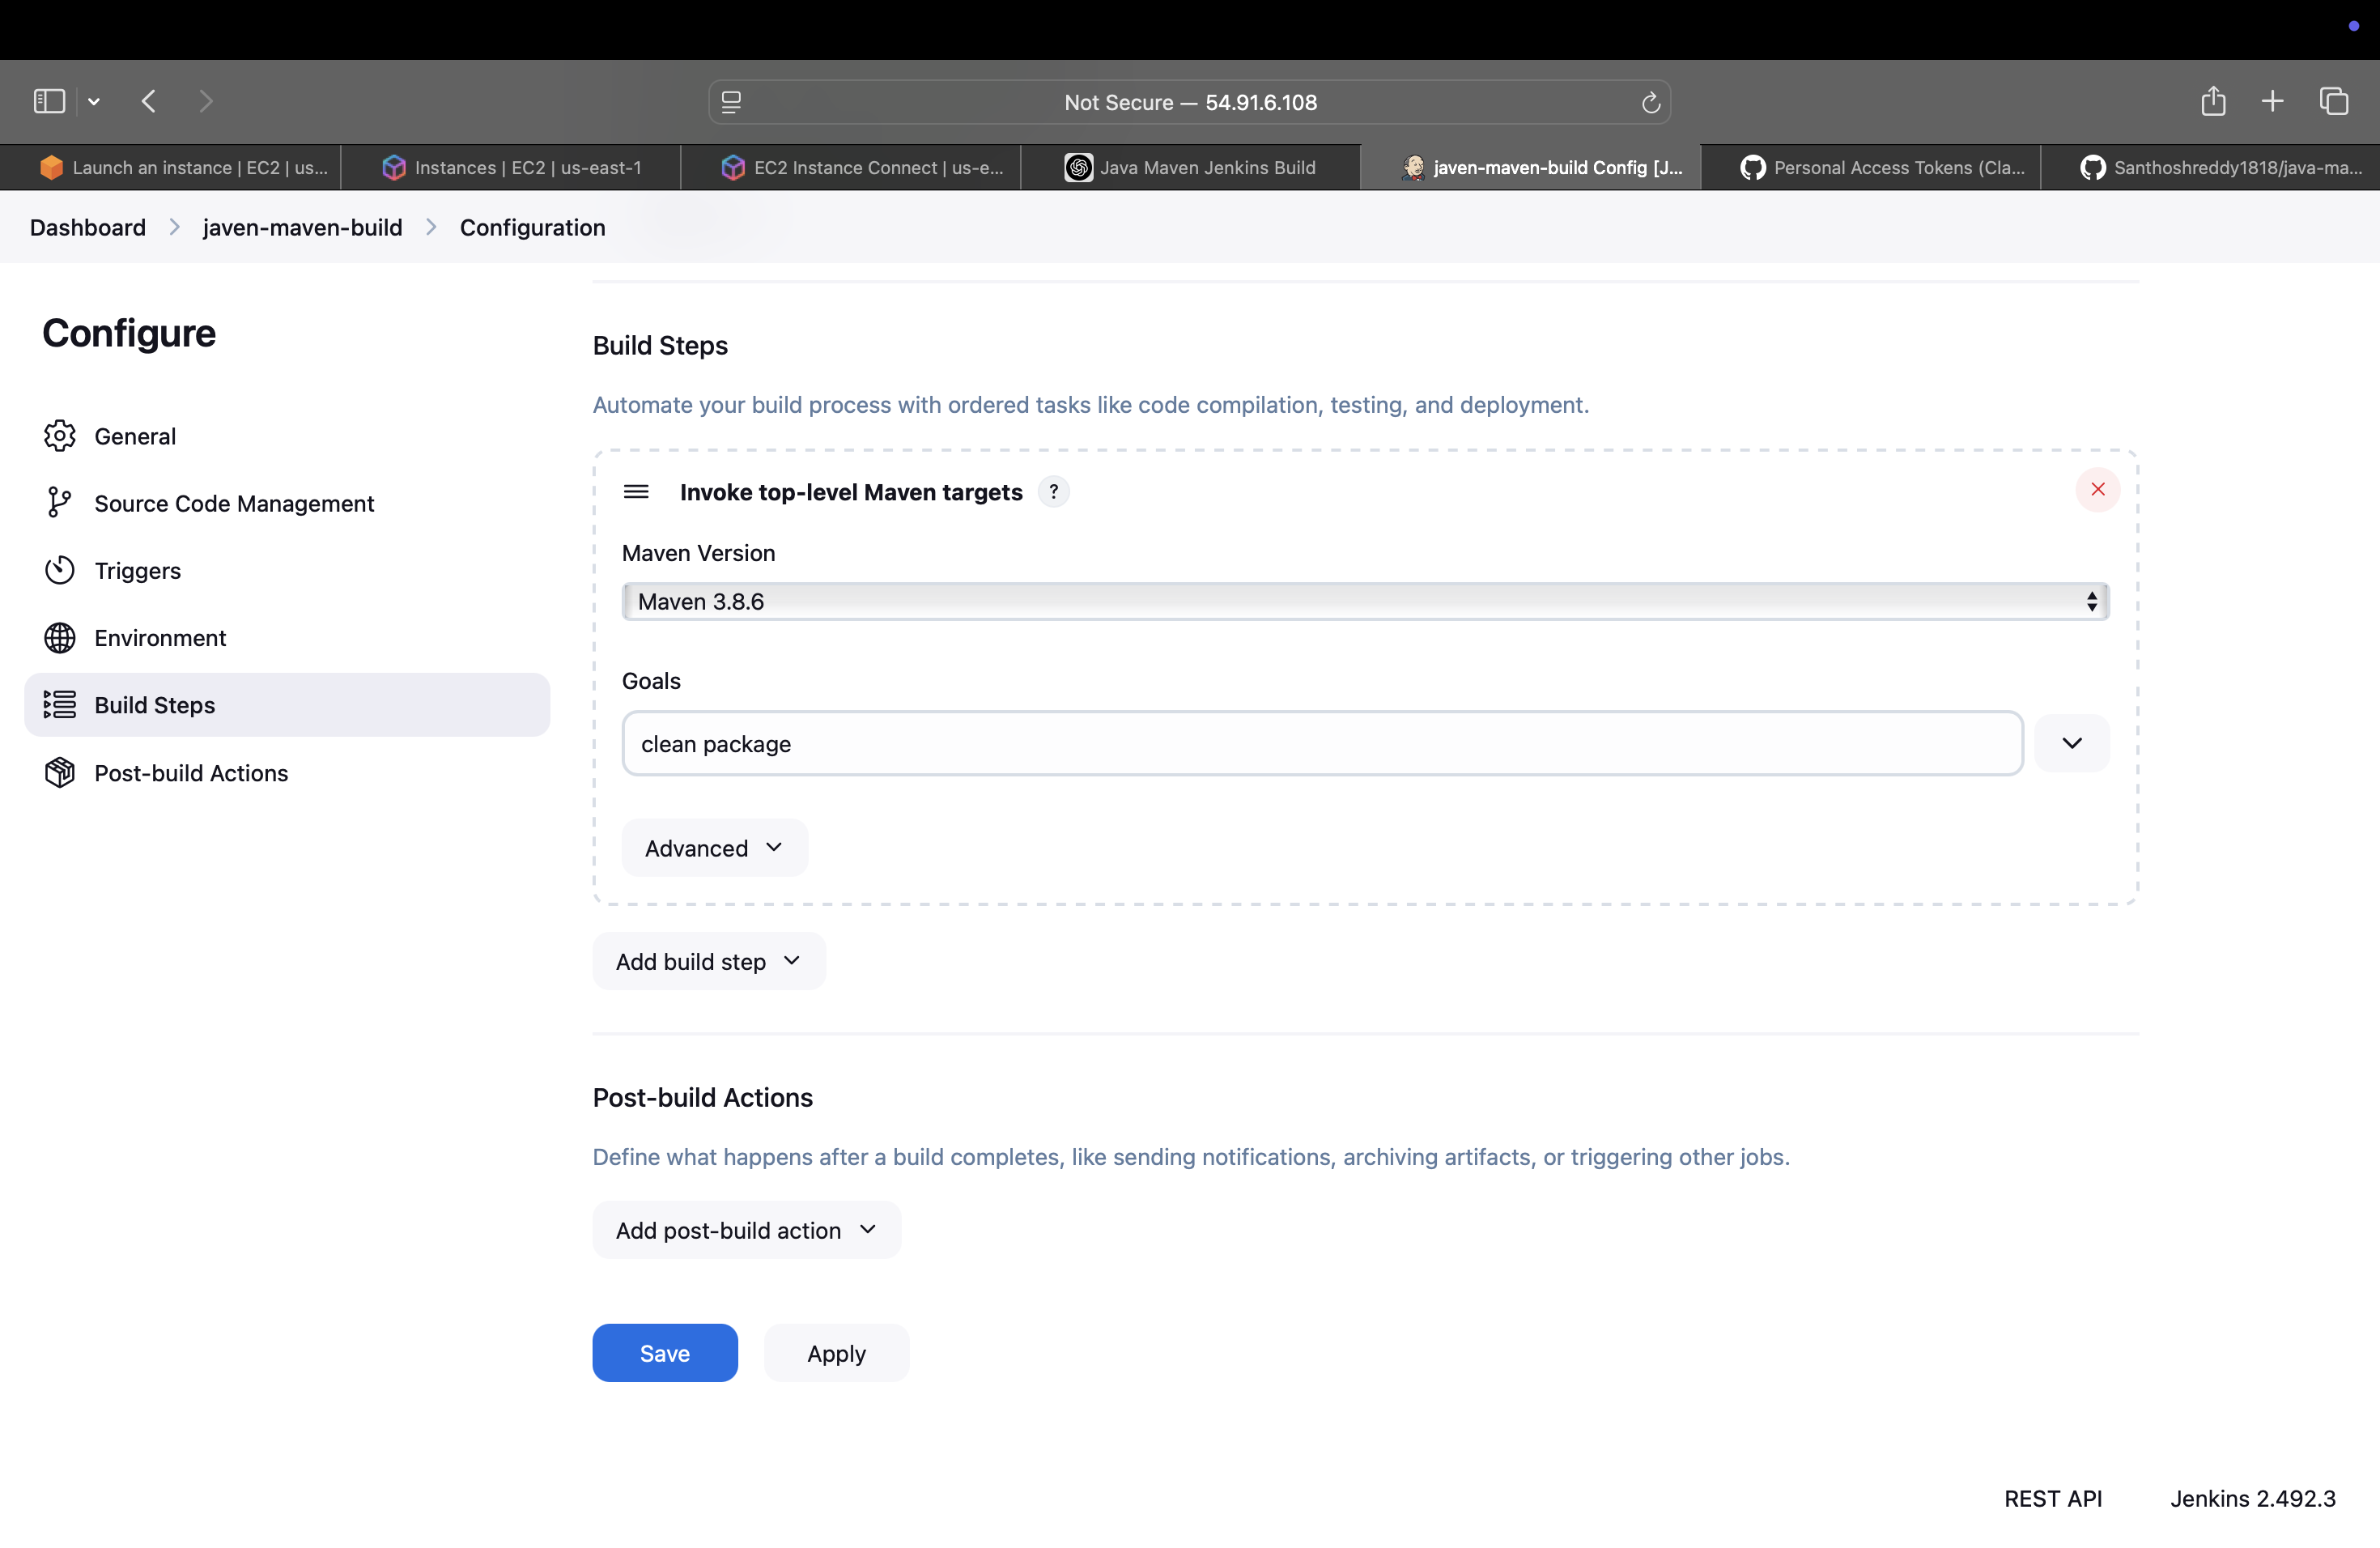 Not Secure — 54.91.6.108
Launch an instance | EC2 | us...
Instances | EC2 | us-east-1
EC2 Instance Connect | us-e...
Java Maven Jenkins Build
javen-maven-build Config [J...
Personal Access Tokens (Cla...
Santhoshreddy1818/java-ma...
Dashboard > javen-maven-build > Configuration
Configure
General
Source Code Management
Triggers
Environment
Build Steps
Post-build Actions
Build Steps
Automate your build process with ordered tasks like code compilation, testing, and deployment.
Invoke top-level Maven targets ?
Maven Version
Maven 3.8.6
Goals
clean package
Advanced
Add build step
Post-build Actions
Define what happens after a build completes, like sending notifications, archiving artifacts, or triggering other jobs.
Add post-build action
Save
Apply
REST API
Jenkins 2.492.3